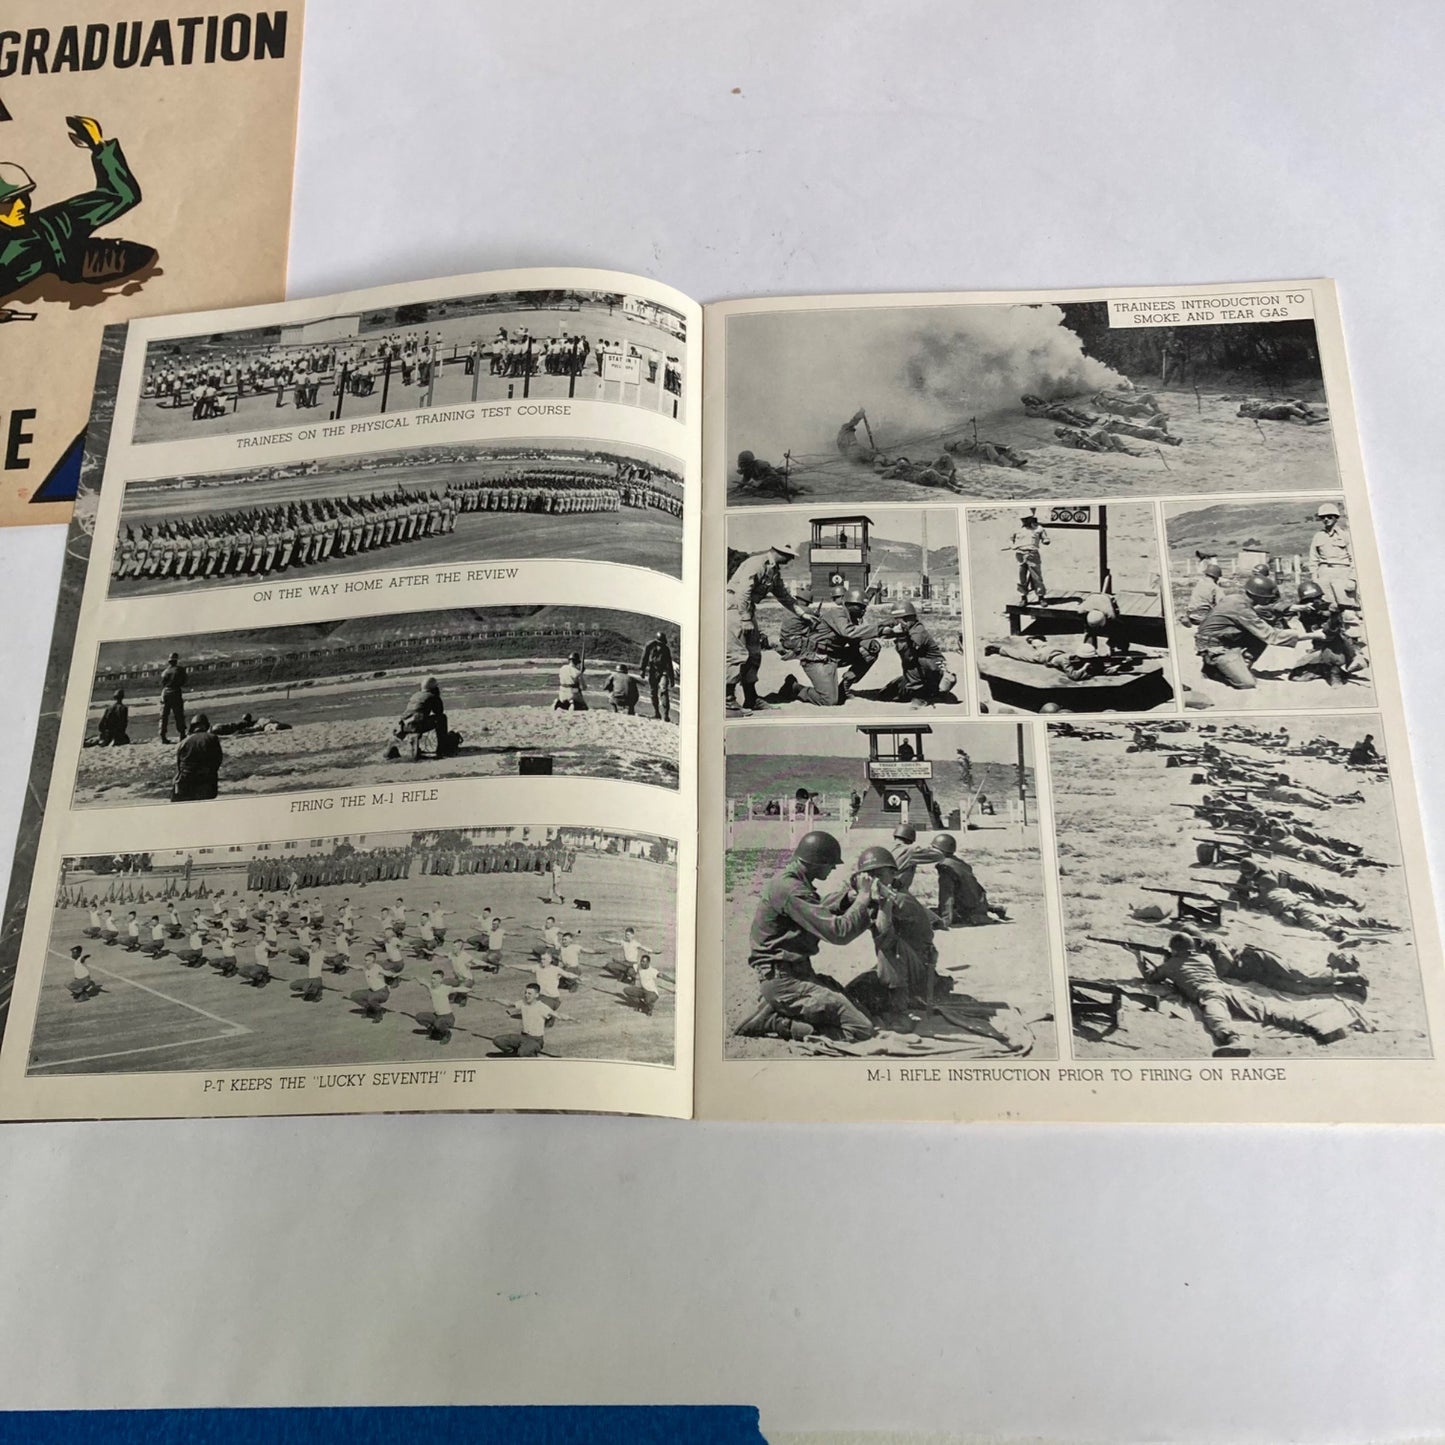 GRADUATION
TRAINEES ON THE PHYSICAL TRAINING TEST COURSE
ON THE WAY HOME AFTER THE REVIEW
FIRING THE M-1 RIFLE
P-T KEEPS THE "LUCKY SEVENTH" FIT
TRAINEES INTRODUCTION TO
SMOKE AND TEAR GAS
M-1 RIFLE INSTRUCTION PRIOR TO FIRING ON RANGE